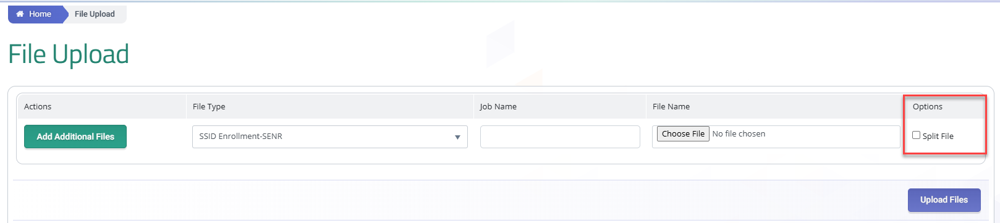 Home File Upload
File Upload
Actions File Type Job Name File Name Options
Add Additional Files SSID Enrollment-SENR Choose File No file chosen Split File
Upload Files